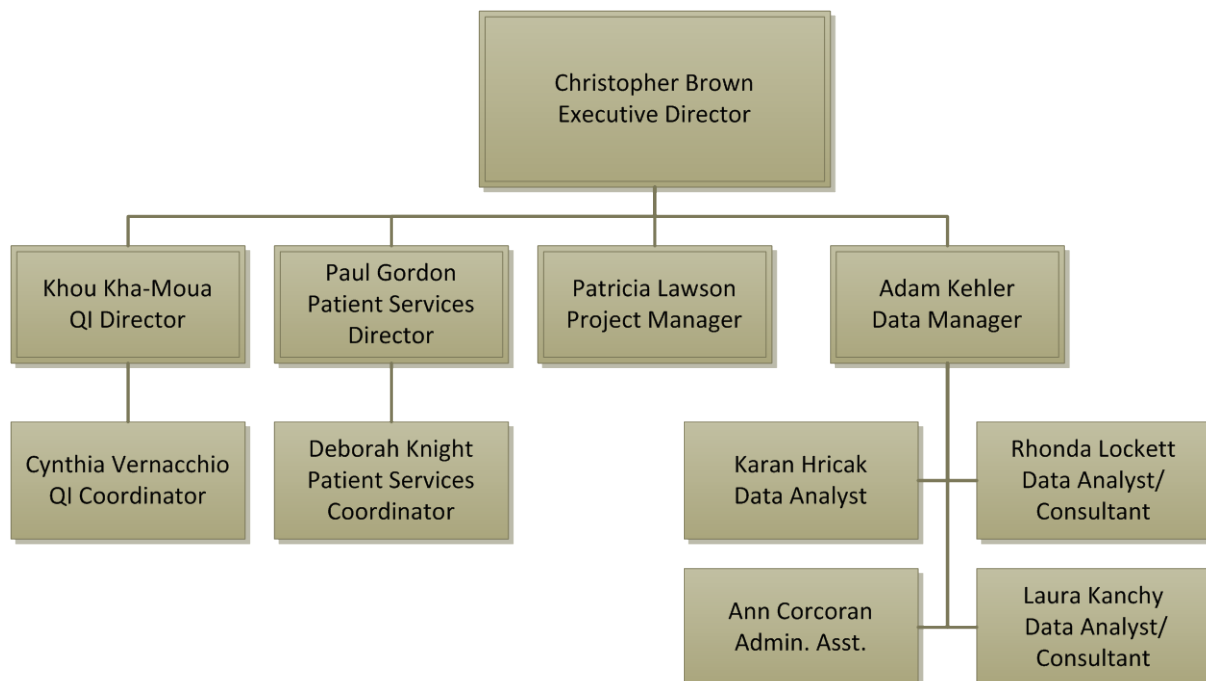 Christopher Brown
Executive Director
Khou Kha-Moua
QI Director
Paul Gordon
Patient Services
Director
Patricia Lawson
Project Manager
Adam Kehler
Data Manager
Cynthia Vernacchio
QI Coordinator
Deborah Knight
Patient Services
Coordinator
Karan Hricak
Data Analyst
Rhonda Lockett
Data Analyst/
Consultant
Ann Corcoran
Admin. Asst.
Laura Kanchy
Data Analyst/
Consultant